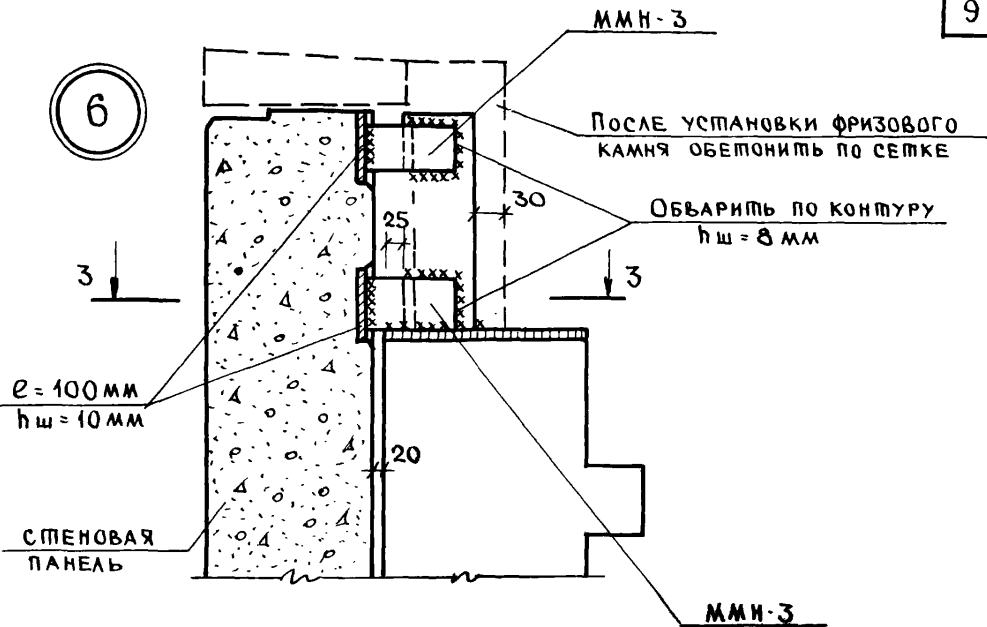 ММН-3
9
6
После установки фризового
камня обетонить по сетке
30
Обварить по контуру
hш = 8 мм
25
3
3
ℓ = 100 мм
hш = 10 мм
20
Стеновая
панель
ММН-3